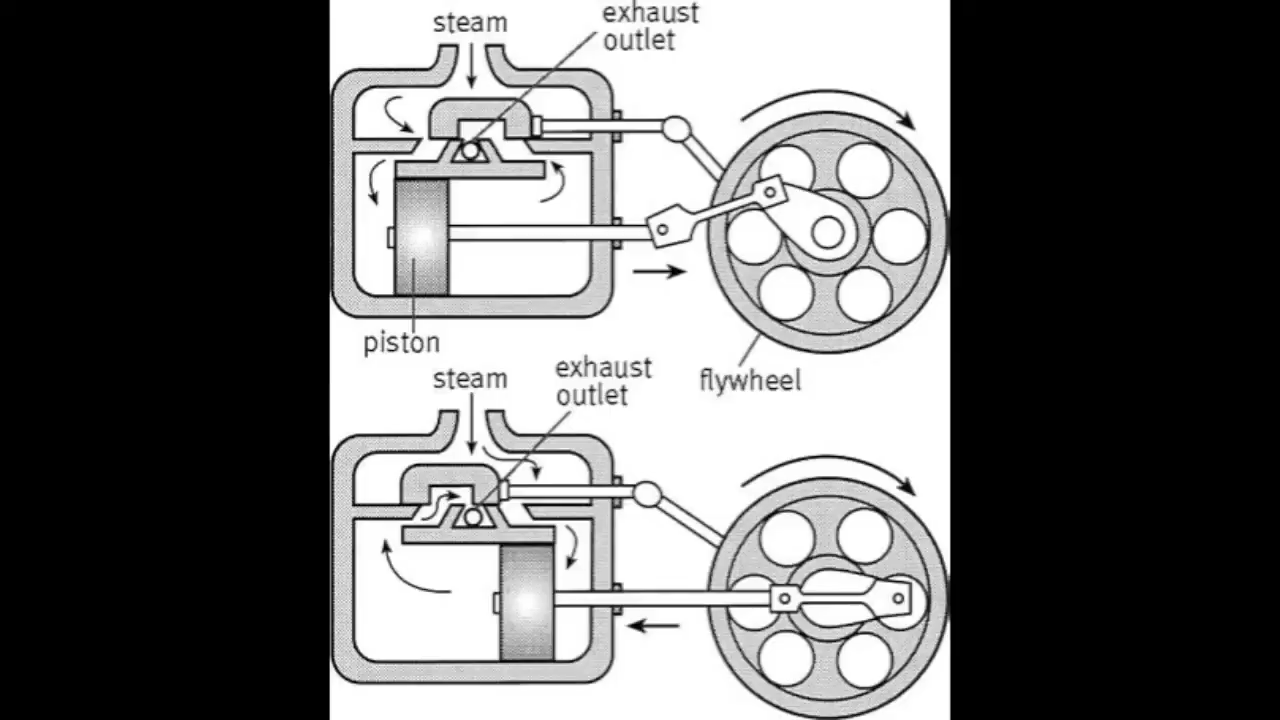 steam
exhaust
outlet
piston
flywheel
steam
exhaust
outlet